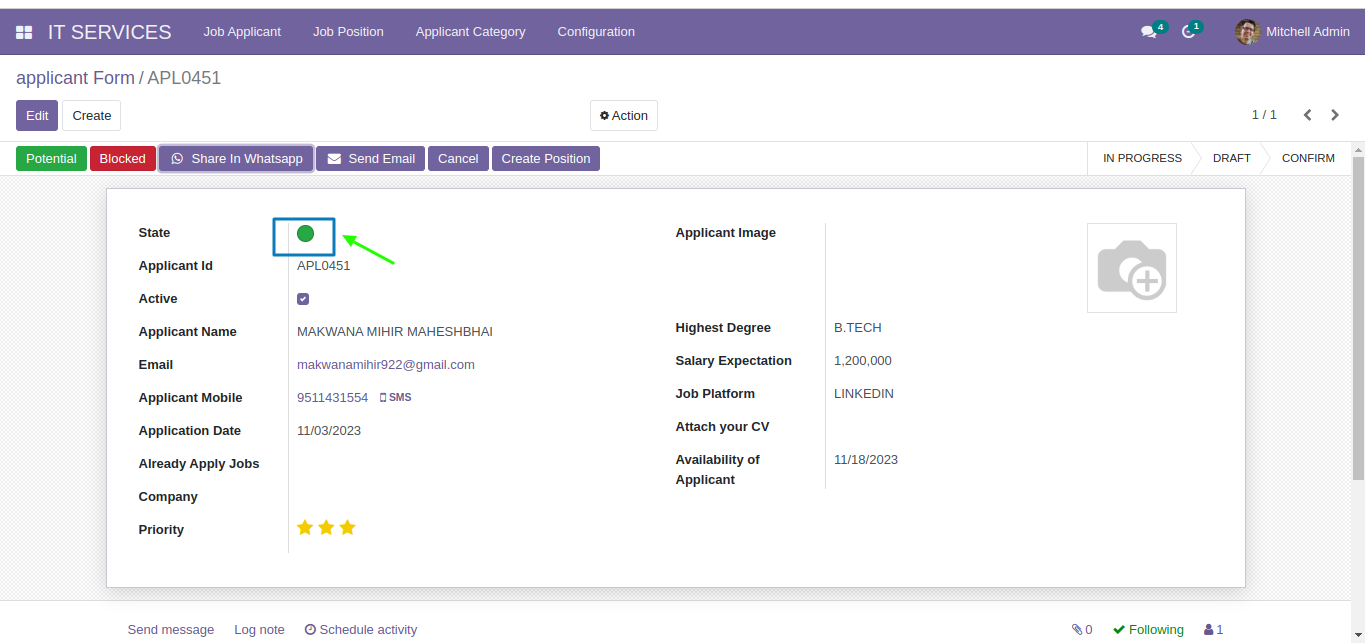 IT SERVICES Job Applicant Job Position Applicant Category Configuration 4 1 Mitchell Admin
applicant Form / APL0451
Edit Create Action 1 / 1
Potential Blocked Share In Whatsapp Send Email Cancel Create Position IN PROGRESS DRAFT CONFIRM
State
Applicant Id APL0451
Active
Applicant Name MAKWANA MIHIR MAHESHBHAI
Email makwanamihir922@gmail.com
Applicant Mobile 9511431554 SMS
Application Date 11/03/2023
Already Apply Jobs
Company
Priority
Applicant Image
Highest Degree B.TECH
Salary Expectation 1,200,000
Job Platform LINKEDIN
Attach your CV
Availability of 11/18/2023
Applicant
Send message Log note Schedule activity 0 Following 1